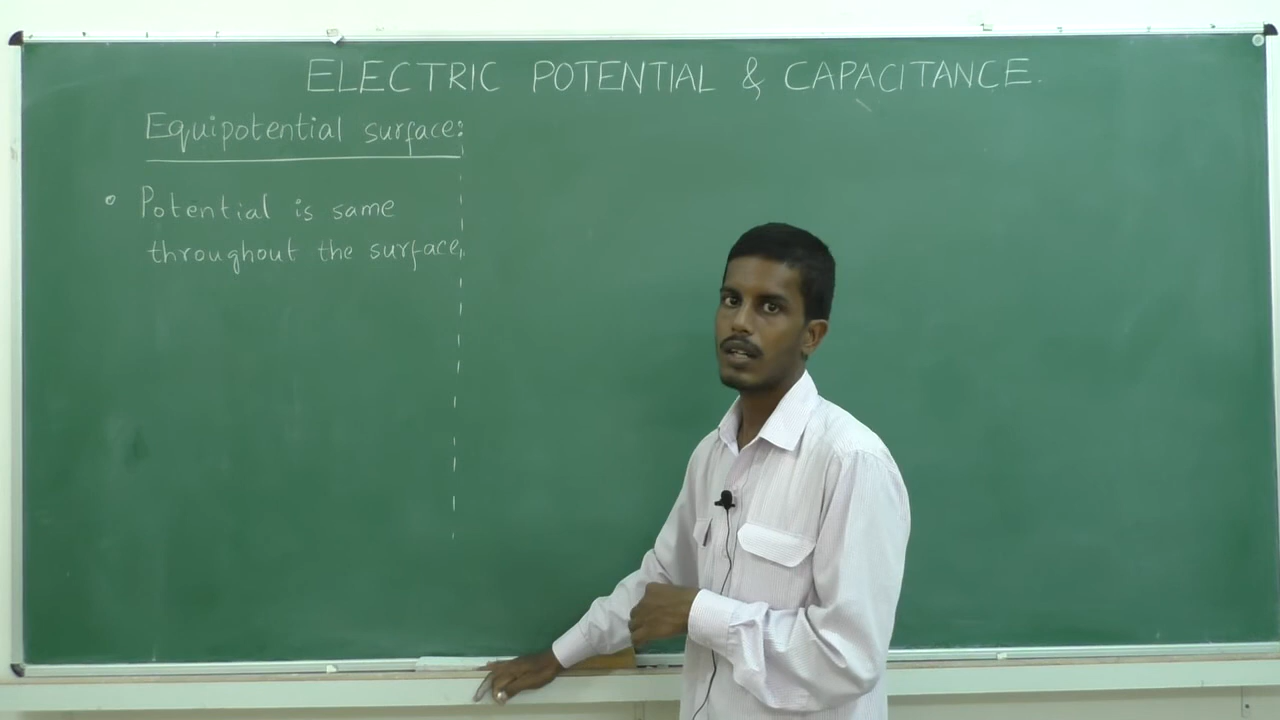 ELECTRIC POTENTIAL & CAPACITANCE.
Equipotential surface:
Potential is same
throughout the surface,